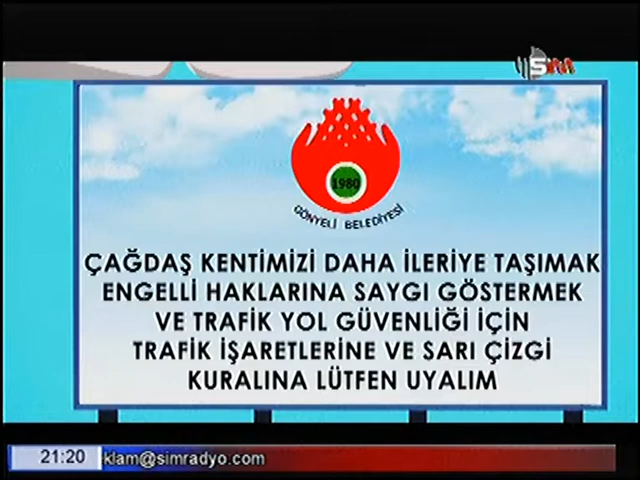 SİM
1980
GÖNYELİ BELEDİYESİ
ÇAĞDAŞ KENTİMİZİ DAHA İLERİYE TAŞIMAK
ENGELLİ HAKLARINA SAYGI GÖSTERMEK
VE TRAFİK YOL GÜVENLİĞİ İÇİN
TRAFİK İŞARETLERİNE VE SARI ÇİZGİ
KURALINA LÜTFEN UYALIM
21:20 klam@simradyo.com